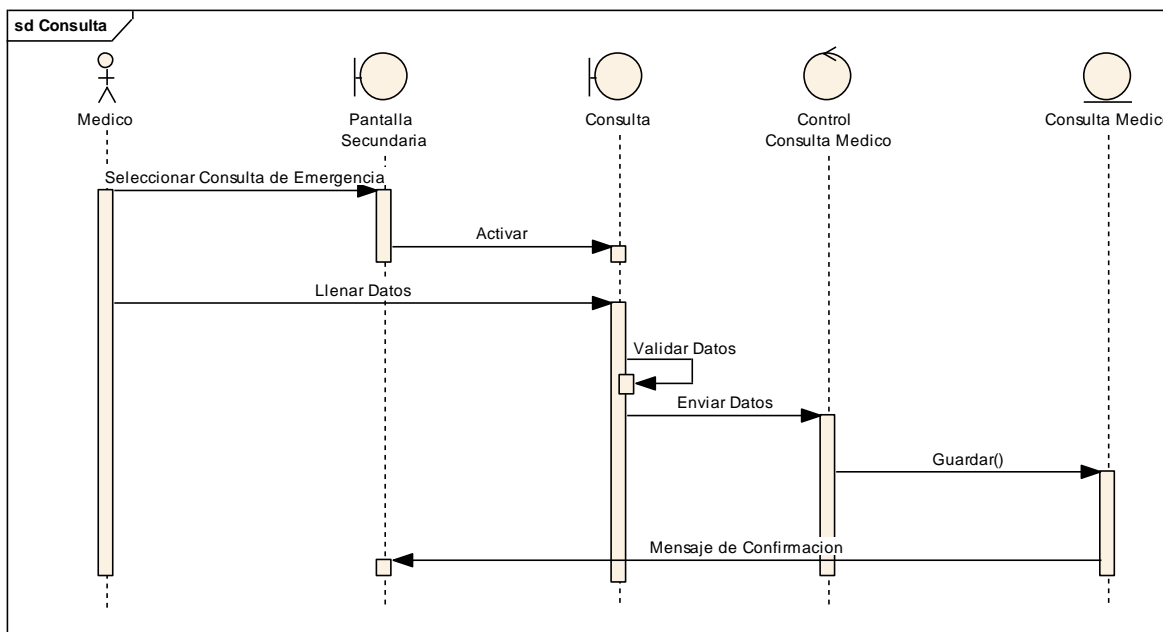 sd Consulta
Medico
Pantalla
Secundaria
Consulta
Control
Consulta Medico
Consulta Medic
Seleccionar Consulta de Emergencia
Activar
Llenar Datos
Validar Datos
Enviar Datos
Guardar()
Mensaje de Confirmacion